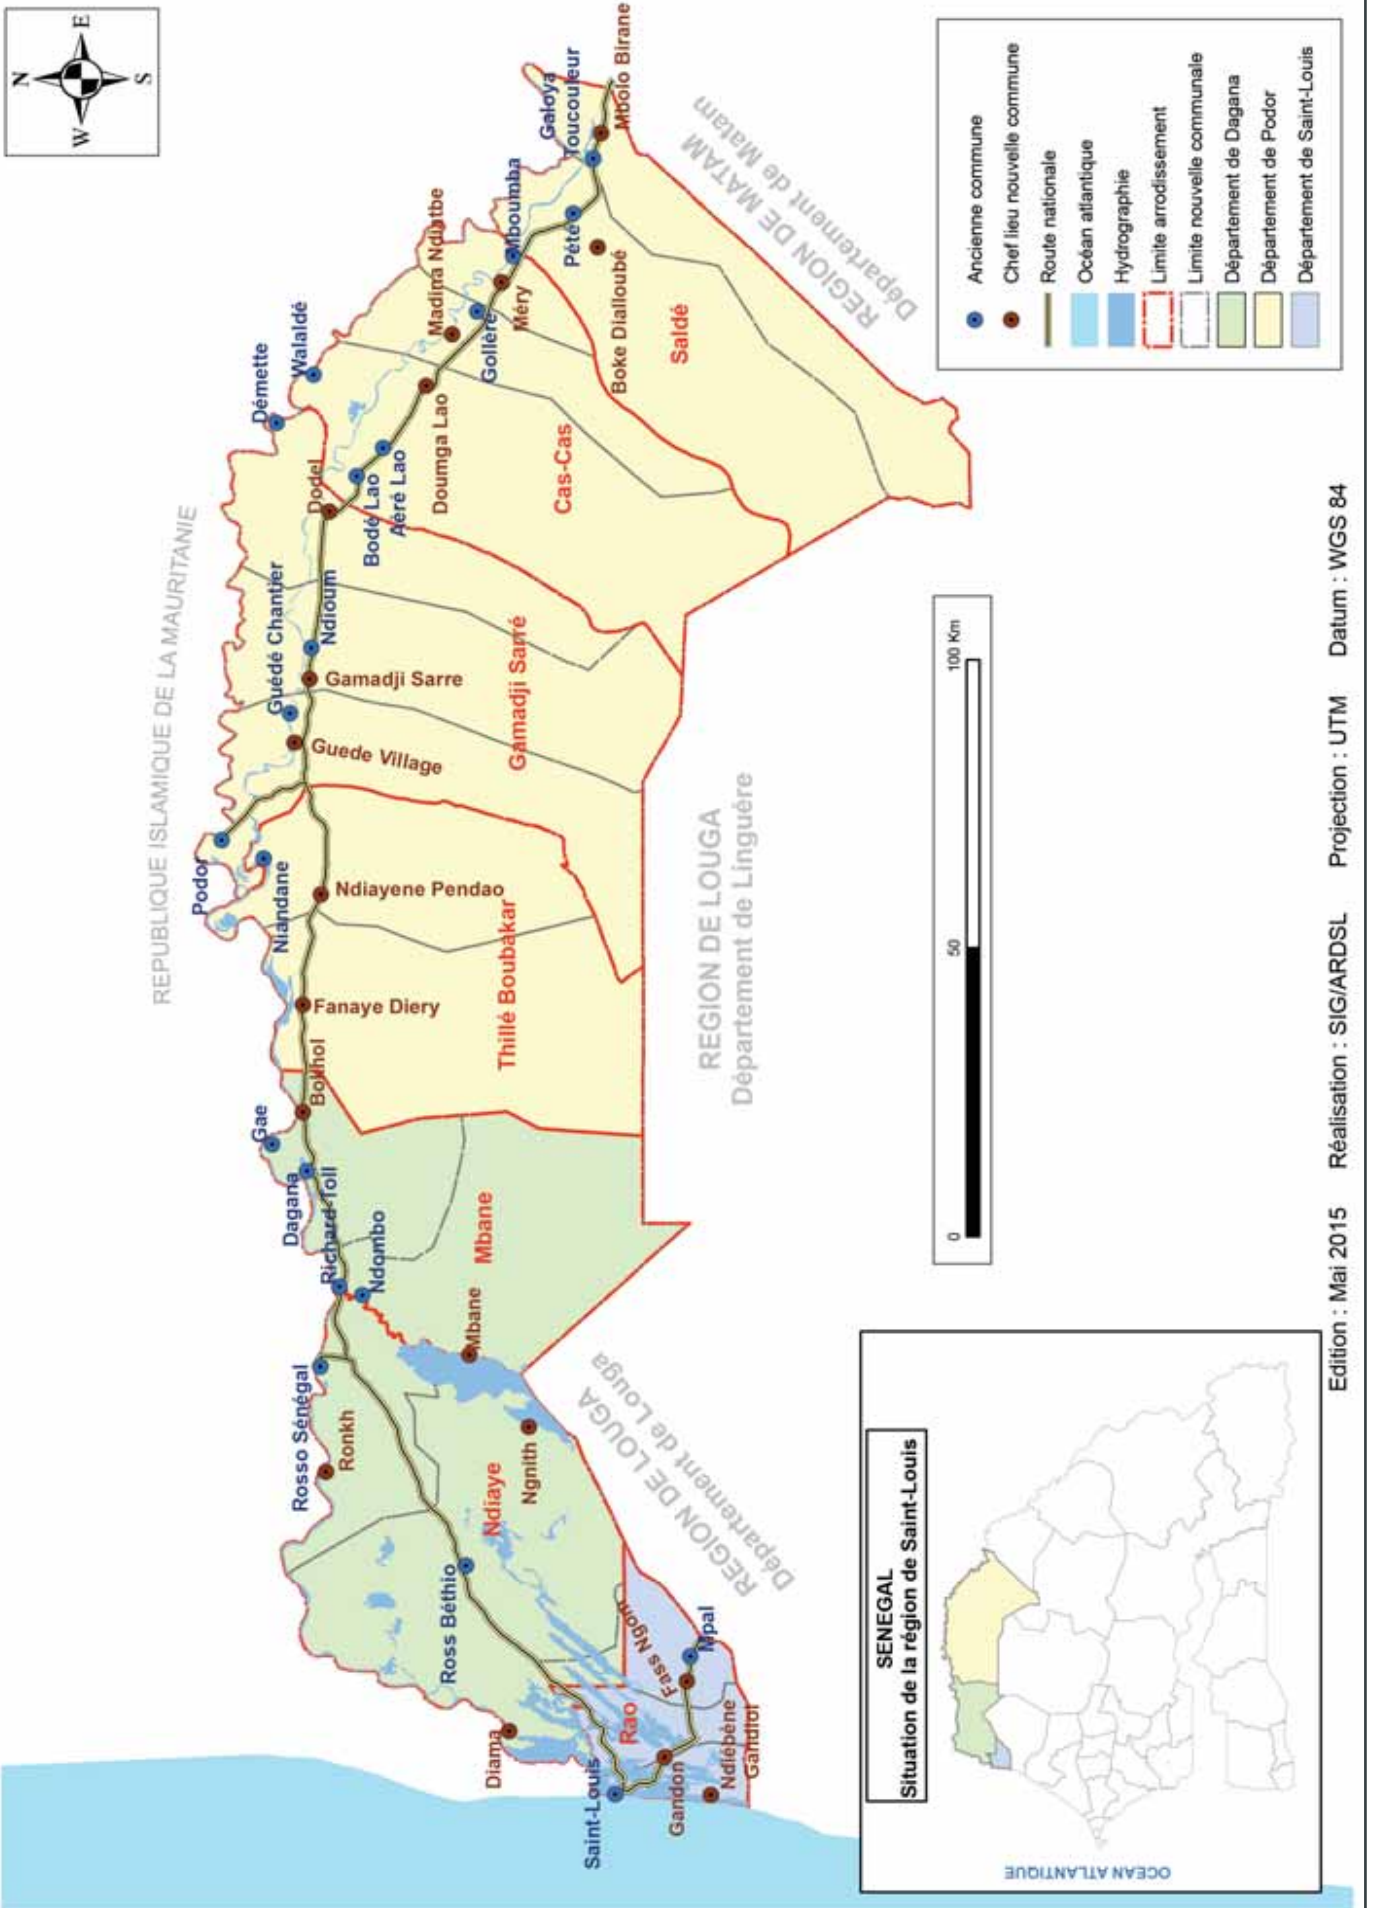 N
W
E
S
REPUBLIQUE ISLAMIQUE DE LA MAURITANIE
Podor
Niandane
Guédé Chantier
Ndioum
Gamadji Sarre
Guede Village
Dodel
Démette
Walaldé
Bodé Lao
Aéré Lao
Doumga Lao
Madina Ndiatbe
Golléré
Méry
Mboumba
Pété
Boke Dialloubé
Galoya
Toucouleur
Mbolo Birane
Saldé
Cas-Cas
Gamadji Sarré
Thillé Boubakar
Ndiayene Pendao
Fanaye Diery
Bokhol
Gae
Dagana
Richard-Toll
Ndombo
Mbane
Mbane
Rosso Sénégal
Ronkh
Ngnith
Ndiaye
Ross Béthio
Diama
Saint-Louis
Rao
Fass Ngom
Mpal
Gandon
Ndiébène
Gandiol
REGION DE MATAM
Département de Matam
REGION DE LOUGA
Département de Linguère
REGION DE LOUGA
Département de Louga
0
50
100 Km
Ancienne commune
Chef lieu nouvelle commune
Route nationale
Océan atlantique
Hydrographie
Limite arrodissement
Limite nouvelle communale
Département de Dagana
Département de Podor
Département de Saint-Louis
SENEGAL
Situation de la région de Saint-Louis
OCEAN ATLANTIQUE
Edition : Mai 2015 Réalisation : SIG/ARDSL Projection : UTM Datum : WGS 84